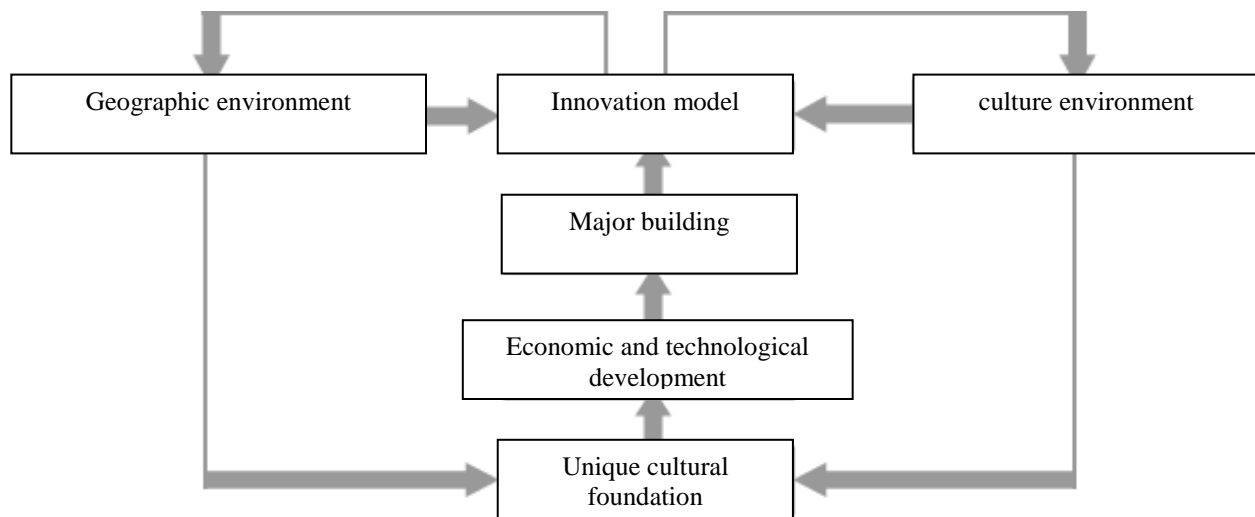 Geographic environment
Innovation model
culture environment
Major building
Economic and technological
development
Unique cultural
foundation